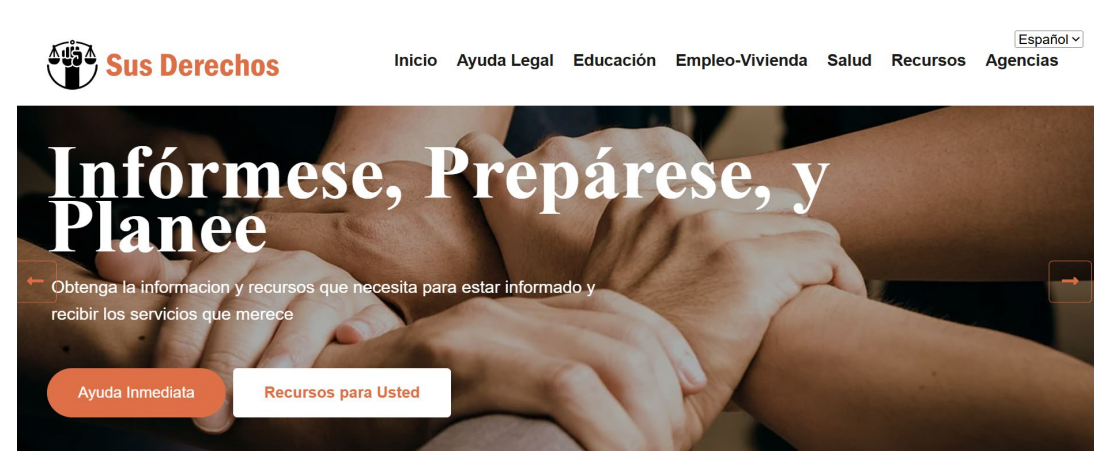 Español
Sus Derechos
Inicio Ayuda Legal Educación Empleo-Vivienda Salud Recursos Agencias
Infórmese, Prepárese, y
Planee
Obtenga la informacion y recursos que necesita para estar informado y
recibir los servicios que merece
Ayuda Inmediata Recursos para Usted